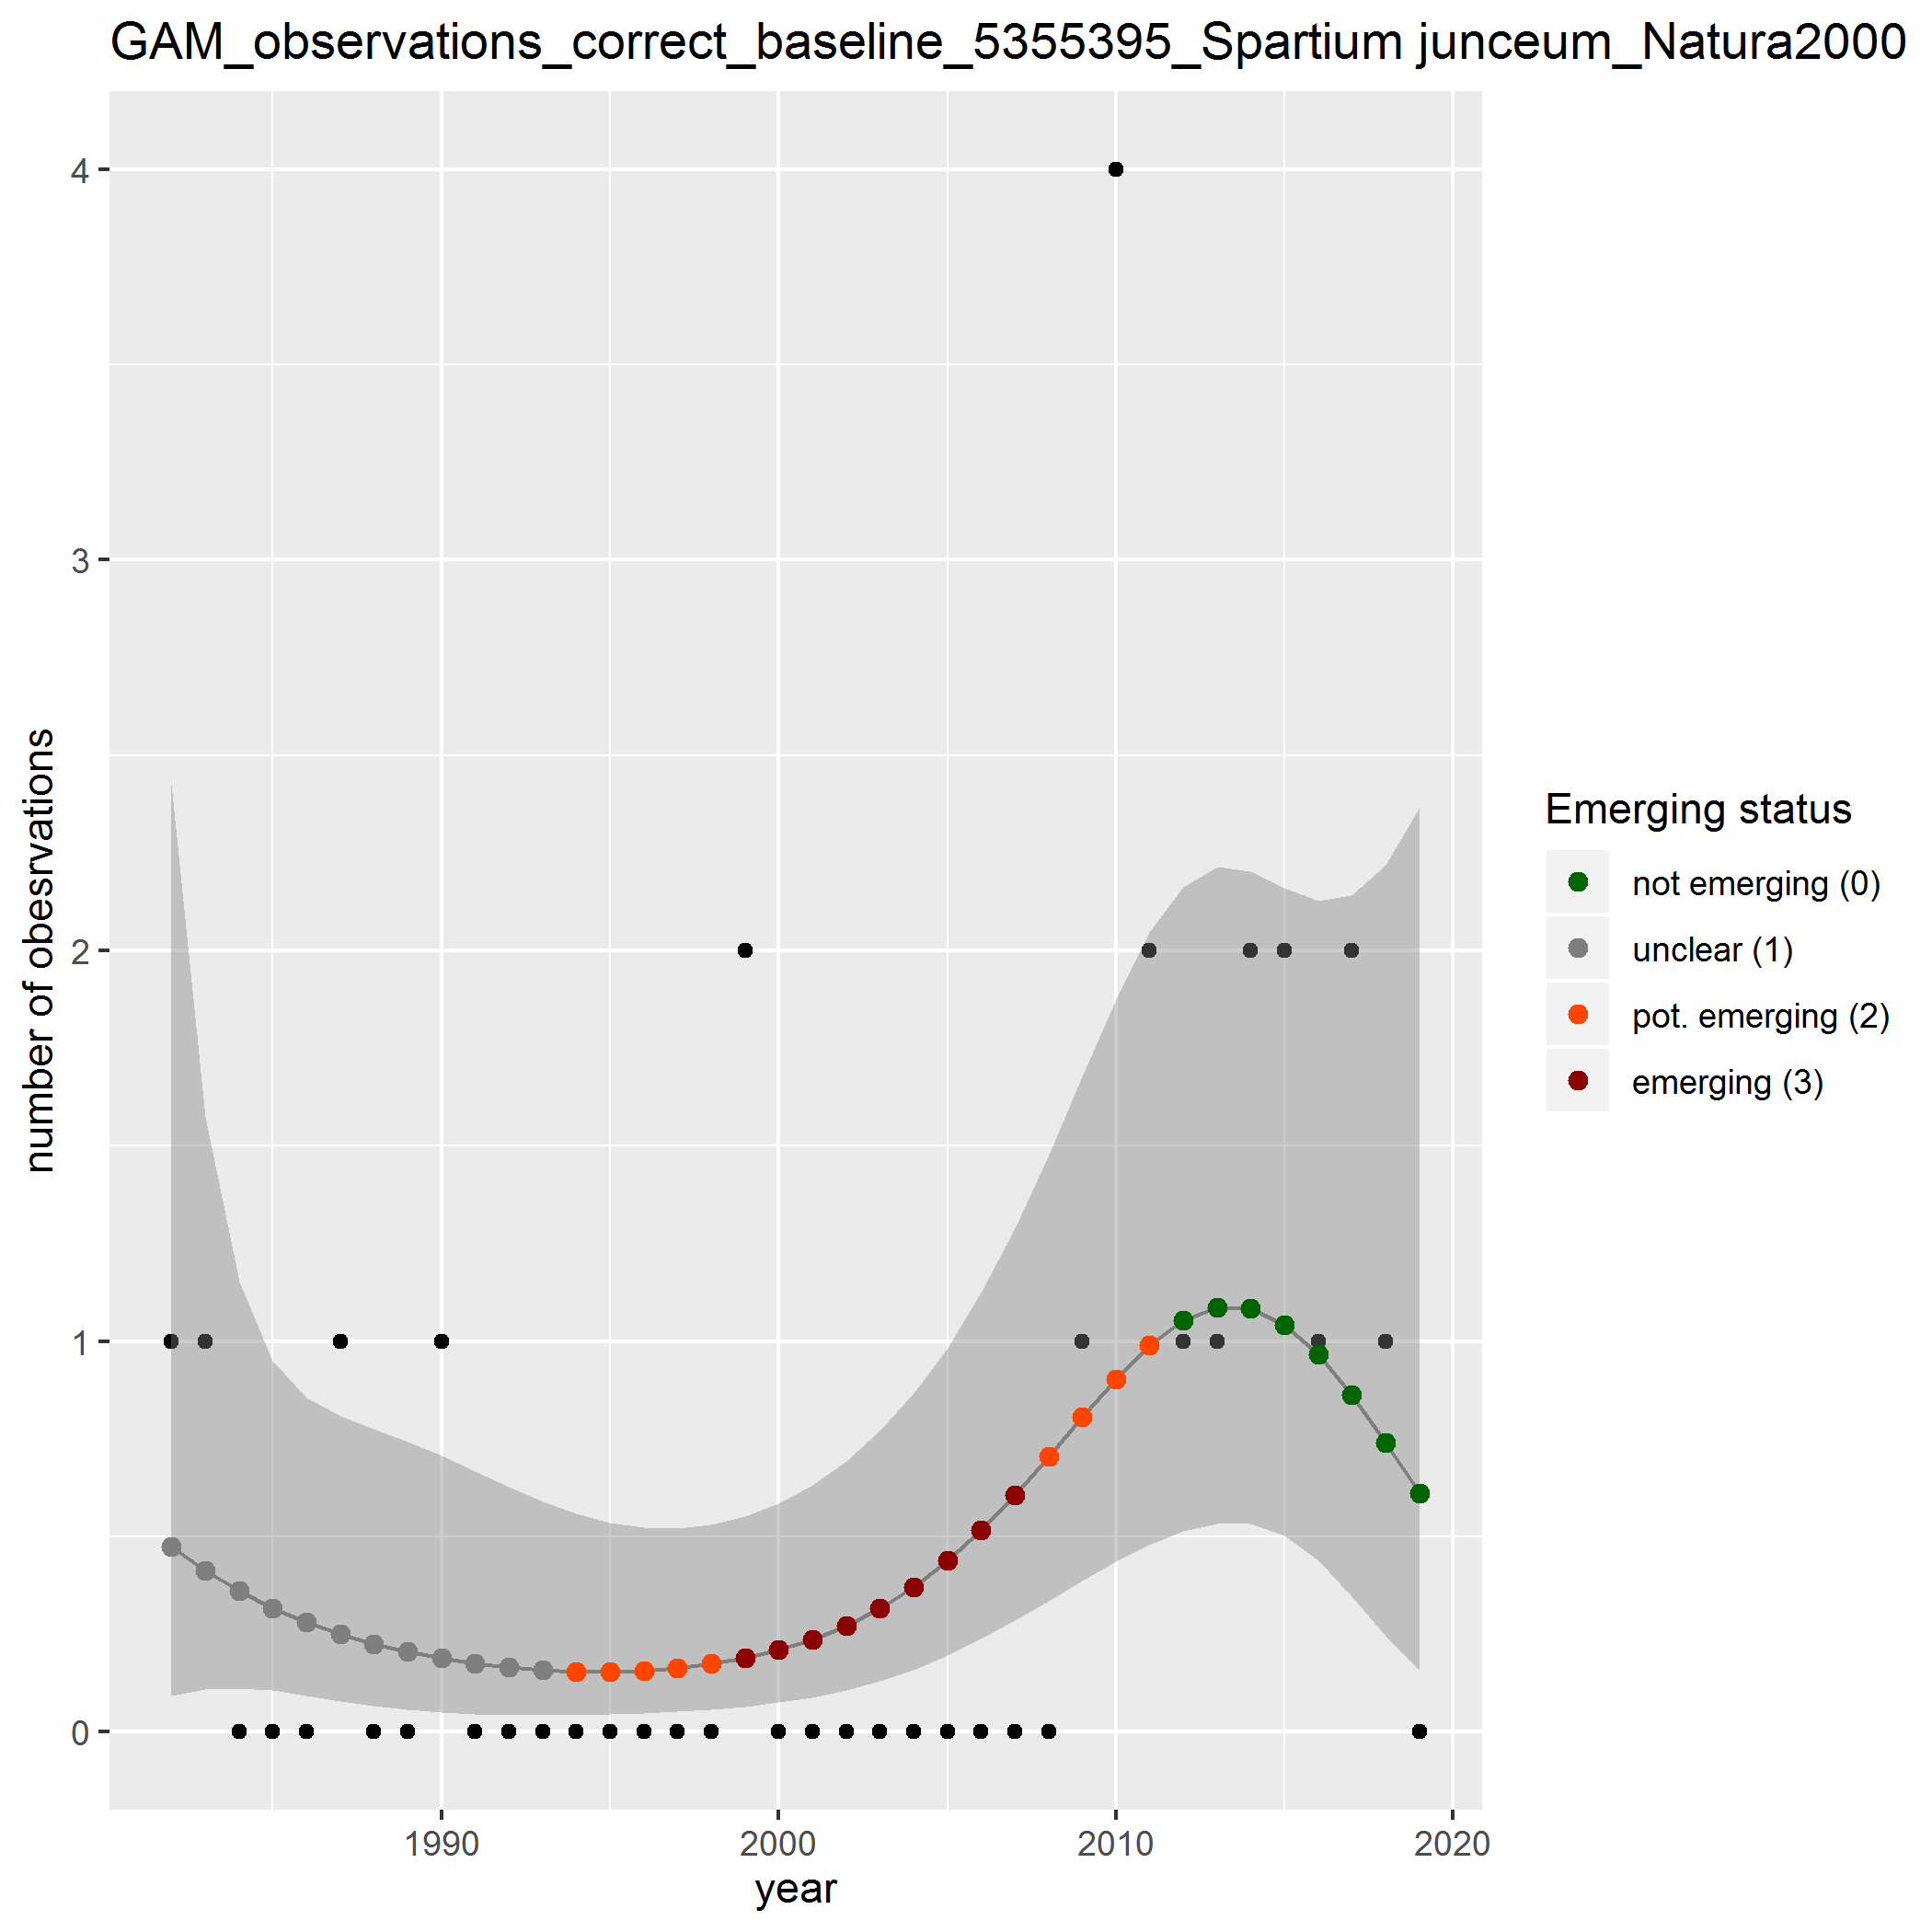 GAM_observations_correct_baseline_5355395_Spartium junceum_Natura2000
4
3
2
1
0
number of obesrvations
1990
2000
2010
2020
year
Emerging status
not emerging (0)
unclear (1)
pot. emerging (2)
emerging (3)